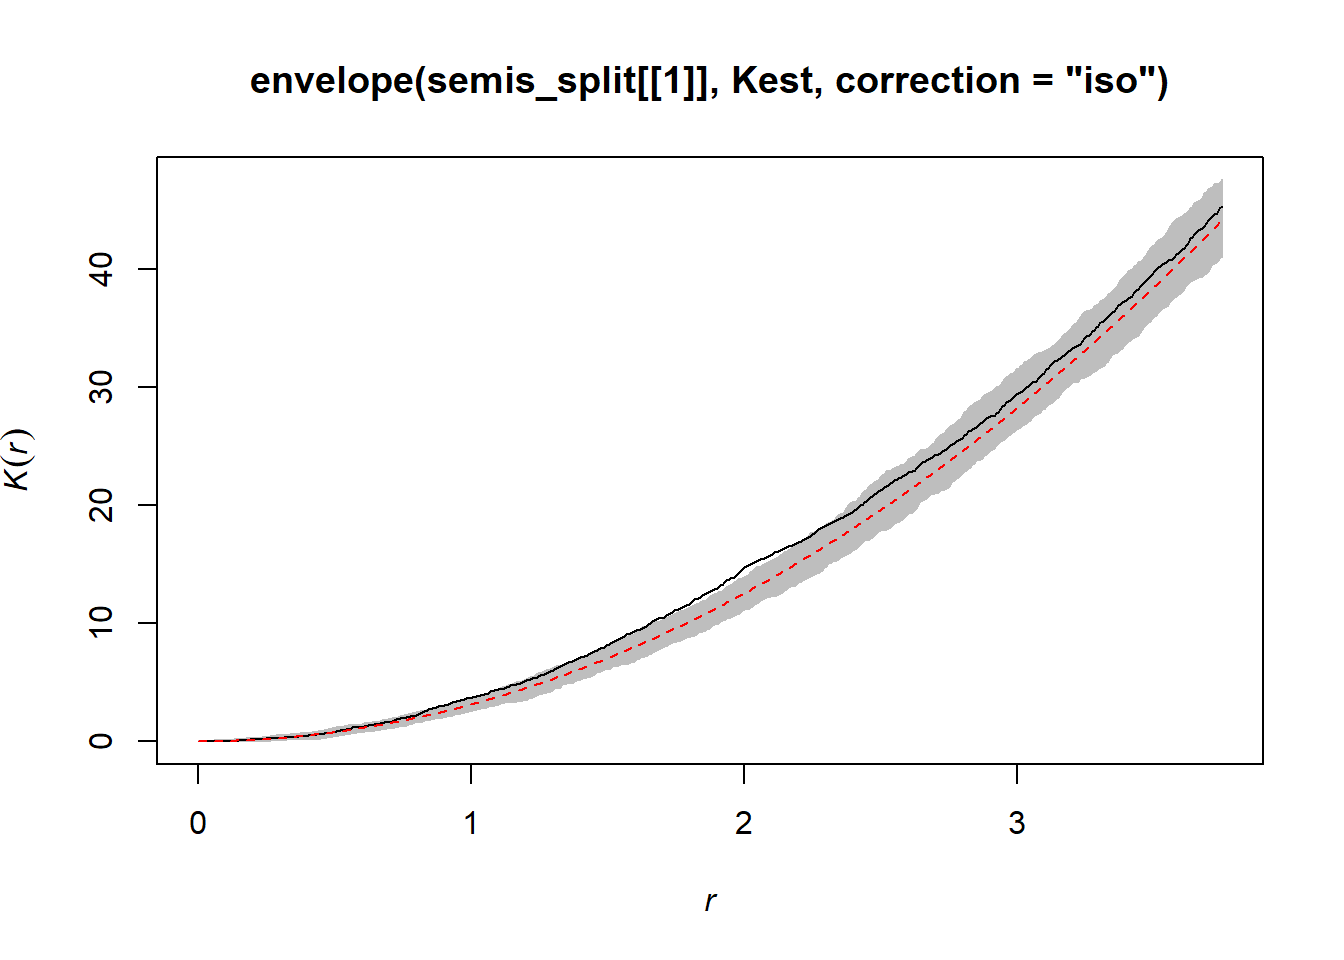 envelope(semis_split[[1]], Kest, correction = "iso")
K(r)
40
30
20
10
0
0 1 2 3
r